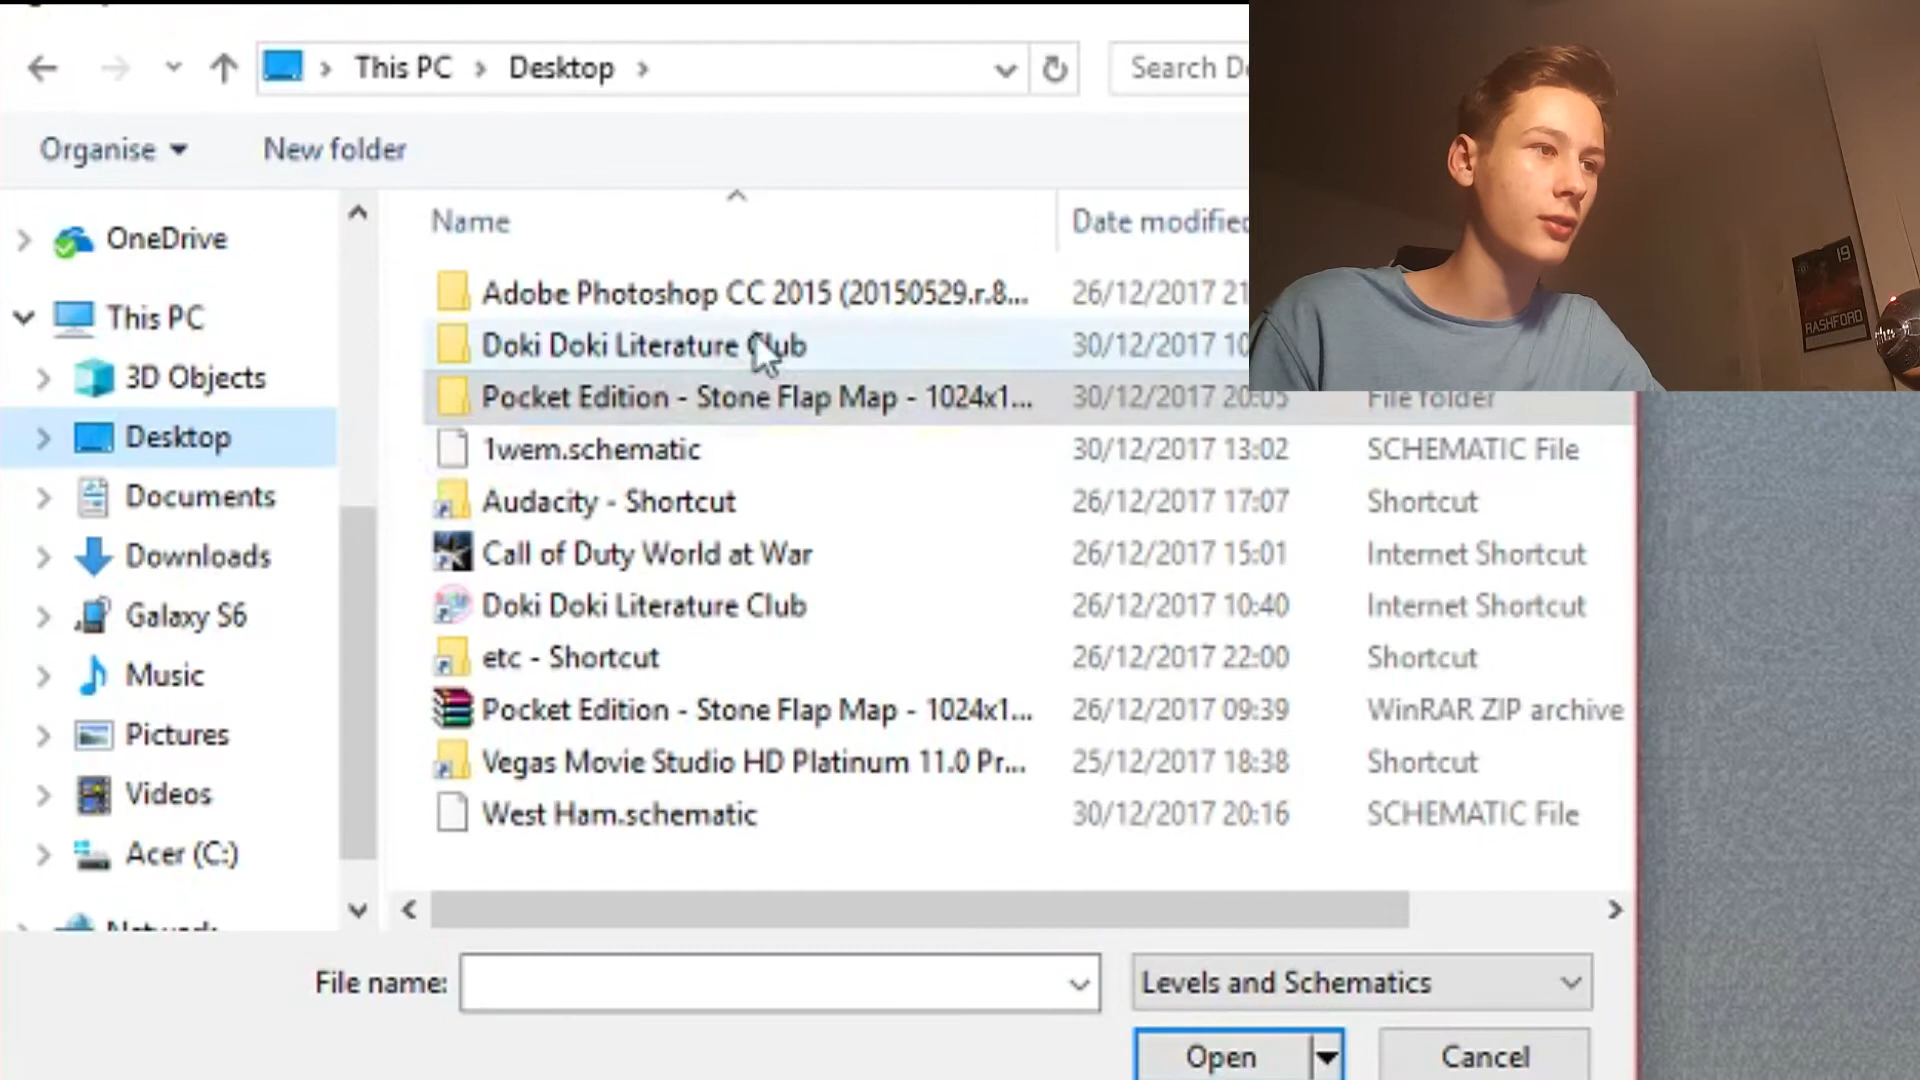 This PC
Desktop
Search De
Organise
New folder
Name
Date modified
OneDrive
This PC
3D Objects
Desktop
Documents
Downloads
Galaxy S6
Music
Pictures
Videos
Acer (C:)
Network
Adobe Photoshop CC 2015 (20150529.r.8... 26/12/2017 21
Doki Doki Literature Club 30/12/2017 10
Pocket Edition - Stone Flap Map - 1024x1... 30/12/2017 20:05 File folder
1wem.schematic 30/12/2017 13:02 SCHEMATIC File
Audacity - Shortcut 26/12/2017 17:07 Shortcut
Call of Duty World at War 26/12/2017 15:01 Internet Shortcut
Doki Doki Literature Club 26/12/2017 10:40 Internet Shortcut
etc - Shortcut 26/12/2017 22:00 Shortcut
Pocket Edition - Stone Flap Map - 1024x1... 26/12/2017 09:39 WinRAR ZIP archive
Vegas Movie Studio HD Platinum 11.0 Pr... 25/12/2017 18:38 Shortcut
West Ham.schematic 30/12/2017 20:16 SCHEMATIC File
File name:
Levels and Schematics
Open
Cancel
19
RASHFORD